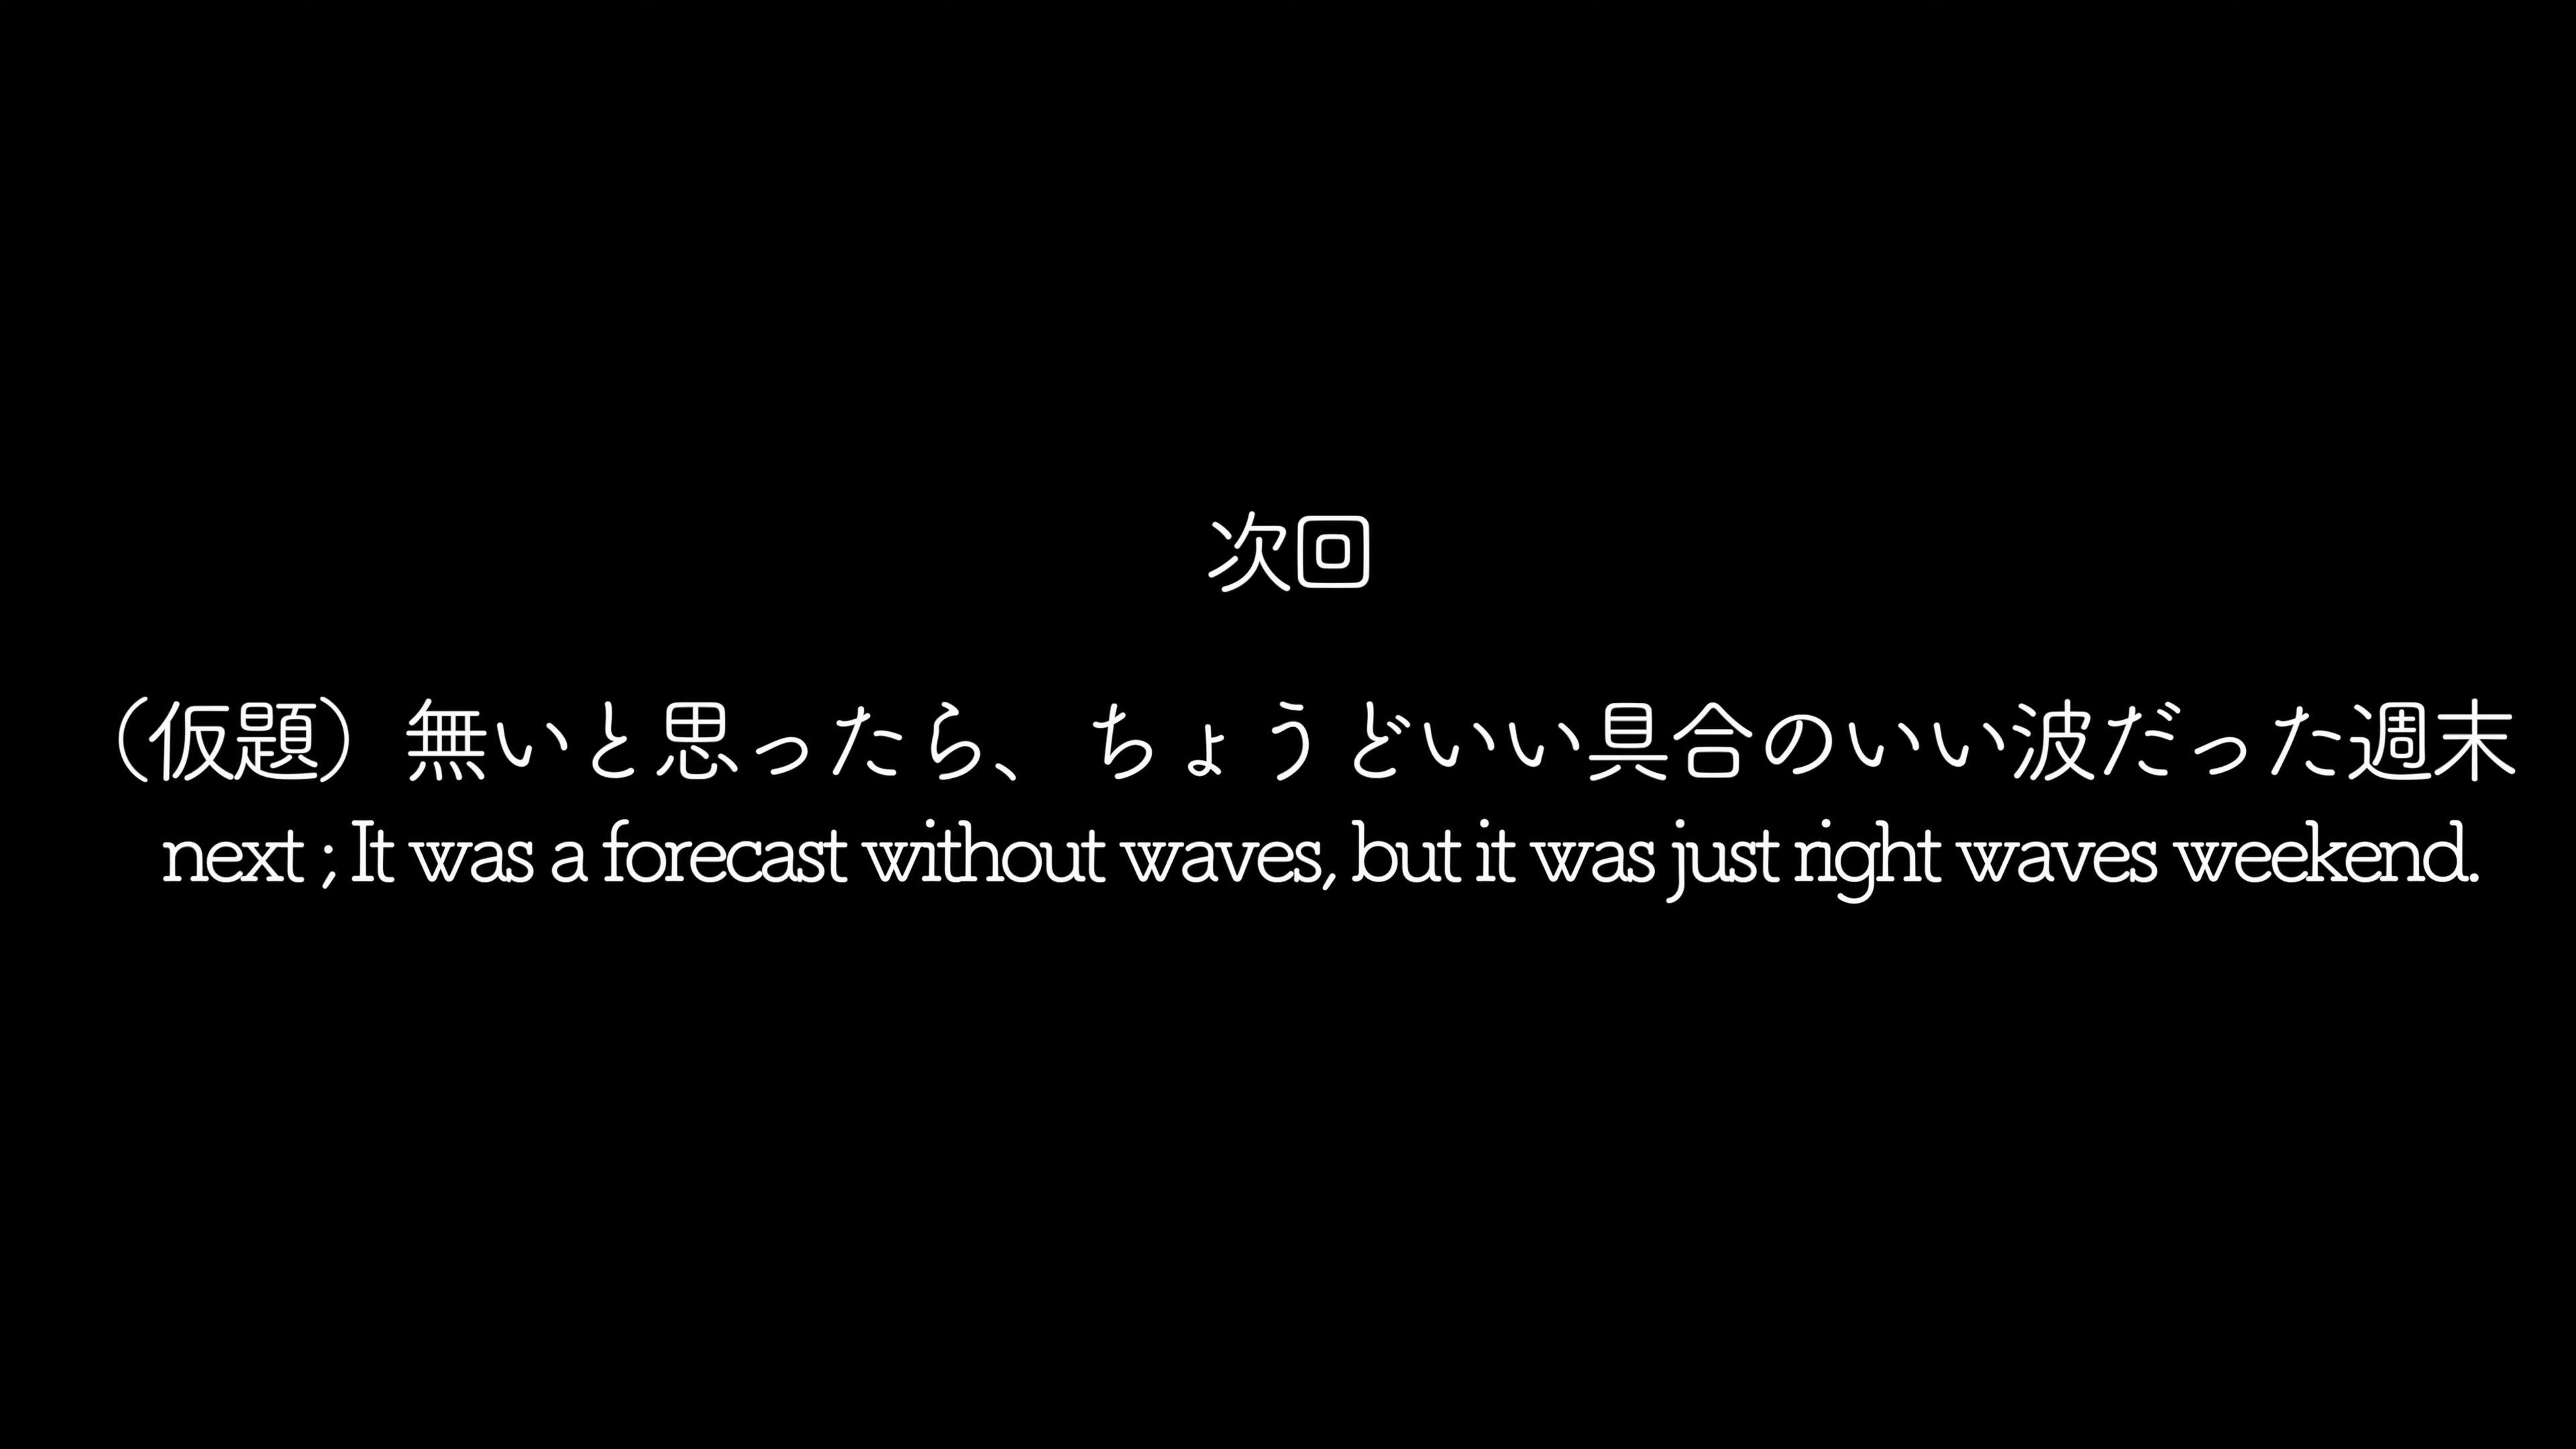 次回
（仮題）無いと思ったら、ちょうどいい具合のいい波だった週末
next ; It was a forecast without waves, but it was just right waves weekend.